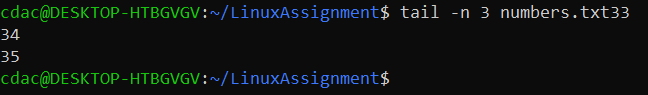 cdac@DESKTOP-HTBGVGV:~/LinuxAssignment$ tail -n 3 numbers.txt33
34
35
cdac@DESKTOP-HTBGVGV:~/LinuxAssignment$